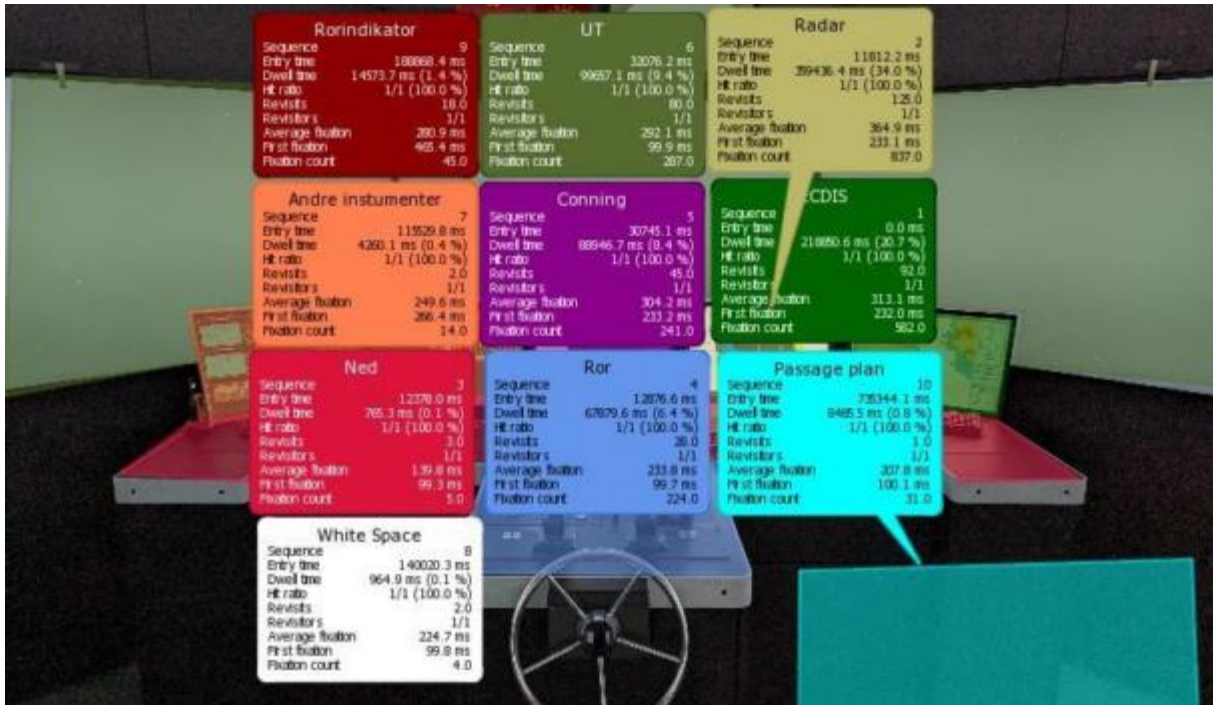 Rorindikator
Sequence 9
Entry time 188868.4 ms
Dwell time 14573.7 ms (1.4 %)
Hit ratio 1/1 (100.0 %)
Revisits 18.0
Revisitors 1/1
Average fixation 280.9 ms
First fixation 465.4 ms
Fixation count 45.0
UT
Sequence 6
Entry time 32076.2 ms
Dwell time 99657.1 ms (9.4 %)
Hit ratio 1/1 (100.0 %)
Revisits 80.0
Revisitors 1/1
Average fixation 292.1 ms
First fixation 99.9 ms
Fixation count 287.0
Radar
Sequence 2
Entry time 11812.2 ms
Dwell time 359436.4 ms (34.0 %)
Hit ratio 1/1 (100.0 %)
Revisits 125.0
Revisitors 1/1
Average fixation 364.9 ms
First fixation 233.1 ms
Fixation count 837.0
Andre instumenter
Sequence 7
Entry time 115529.8 ms
Dwell time 4260.1 ms (0.4 %)
Hit ratio 1/1 (100.0 %)
Revisits 2.0
Revisitors 1/1
Average fixation 249.6 ms
First fixation 266.4 ms
Fixation count 14.0
Conning
Sequence 5
Entry time 30745.1 ms
Dwell time 88946.7 ms (8.4 %)
Hit ratio 1/1 (100.0 %)
Revisits 45.0
Revisitors 1/1
Average fixation 304.2 ms
First fixation 233.2 ms
Fixation count 241.0
ECDIS
Sequence 1
Entry time 0.0 ms
Dwell time 218850.6 ms (20.7 %)
Hit ratio 1/1 (100.0 %)
Revisits 92.0
Revisitors 1/1
Average fixation 313.1 ms
First fixation 232.0 ms
Fixation count 582.0
Ned
Sequence 3
Entry time 12378.0 ms
Dwell time 765.3 ms (0.1 %)
Hit ratio 1/1 (100.0 %)
Revisits 3.0
Revisitors 1/1
Average fixation 139.8 ms
First fixation 99.3 ms
Fixation count 5.0
Ror
Sequence 4
Entry time 12876.6 ms
Dwell time 67879.6 ms (6.4 %)
Hit ratio 1/1 (100.0 %)
Revisits 28.0
Revisitors 1/1
Average fixation 233.8 ms
First fixation 99.7 ms
Fixation count 224.0
Passage plan
Sequence 10
Entry time 735344.1 ms
Dwell time 8485.5 ms (0.8 %)
Hit ratio 1/1 (100.0 %)
Revisits 1.0
Revisitors 1/1
Average fixation 207.8 ms
First fixation 100.1 ms
Fixation count 31.0
White Space
Sequence 8
Entry time 140020.3 ms
Dwell time 964.9 ms (0.1 %)
Hit ratio 1/1 (100.0 %)
Revisits 2.0
Revisitors 1/1
Average fixation 224.7 ms
First fixation 99.8 ms
Fixation count 4.0